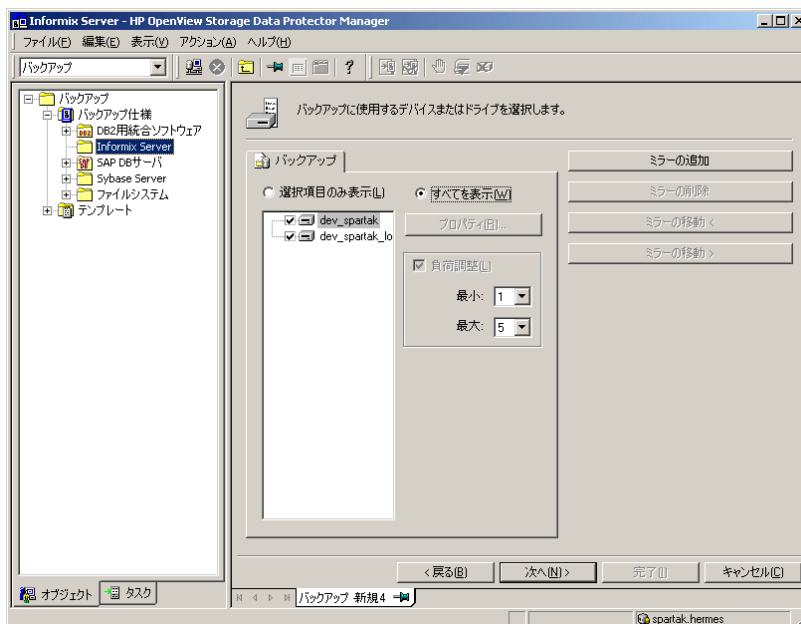 Informix Server - HP OpenView Storage Data Protector Manager
ファイル(F) 編集(E) 表示(V) アクション(A) ヘルプ(H)
バックアップ
バックアップ
バックアップ仕様
DB2用統合ソフトウェア
Informix Server
SAP DBサーバ
Sybase Server
ファイルシステム
テンプレート
オブジェクト タスク
バックアップに使用するデバイスまたはドライブを選択します。
バックアップ
選択項目のみ表示(L) すべてを表示(W)
dev_spartak
dev_spartak_lo
プロパティ(R)...
負荷調整(L)
最小: 1
最大: 5
ミラーの追加
ミラーの削除
ミラーの移動 <
ミラーの移動 >
< 戻る(B) 次へ(N) > 完了(I) キャンセル(C)
バックアップ 新規4
spartak.hermes